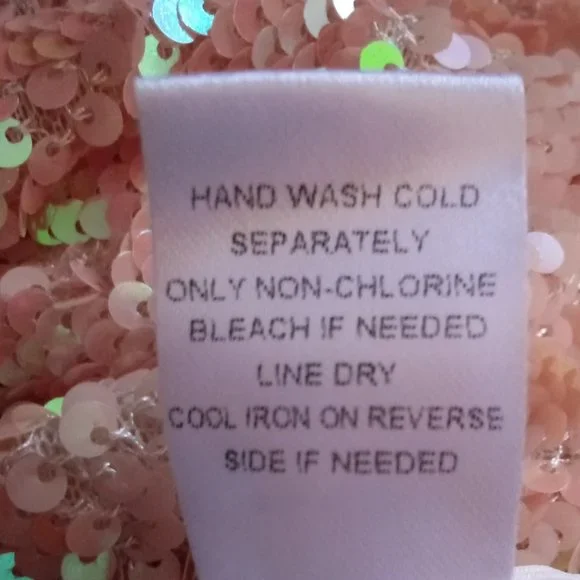 HAND WASH COLD
SEPARATELY
ONLY NON-CHLORINE
BLEACH IF NEEDED
LINE DRY
COOL IRON ON REVERSE
SIDE IF NEEDED